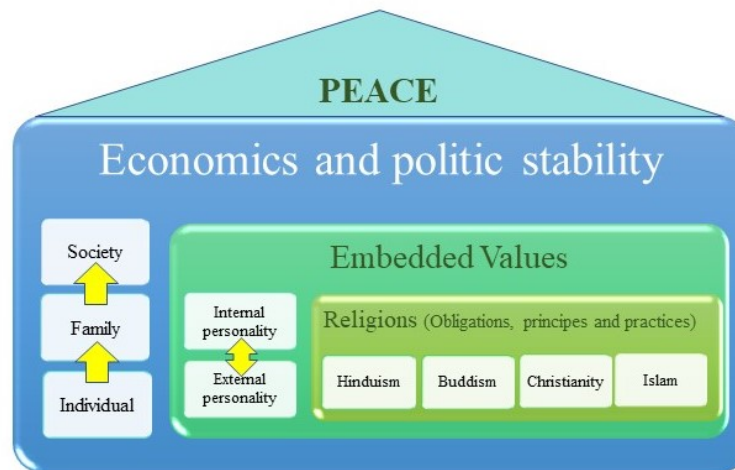 PEACE
Economics and politic stability
Society
Family
Individual
Embedded Values
Internal
personality
External
personality
Religions (Obligations, principes and practices)
Hinduism
Buddism
Christianity
Islam